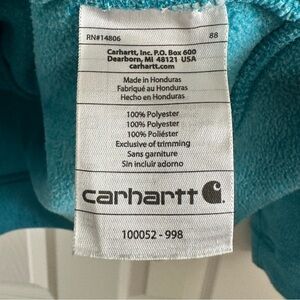 RN#14806 88
Carhartt, Inc. P.O. Box 600
Dearborn, MI 48121 USA
carhartt.com
Made in Honduras
Fabriqué au Honduras
Hecho en Honduras
100% Polyester
100% Polyester
100% Poliéster
Exclusive of trimming
Sans garniture
Sin incluir adorno
carhartt
100052 - 998